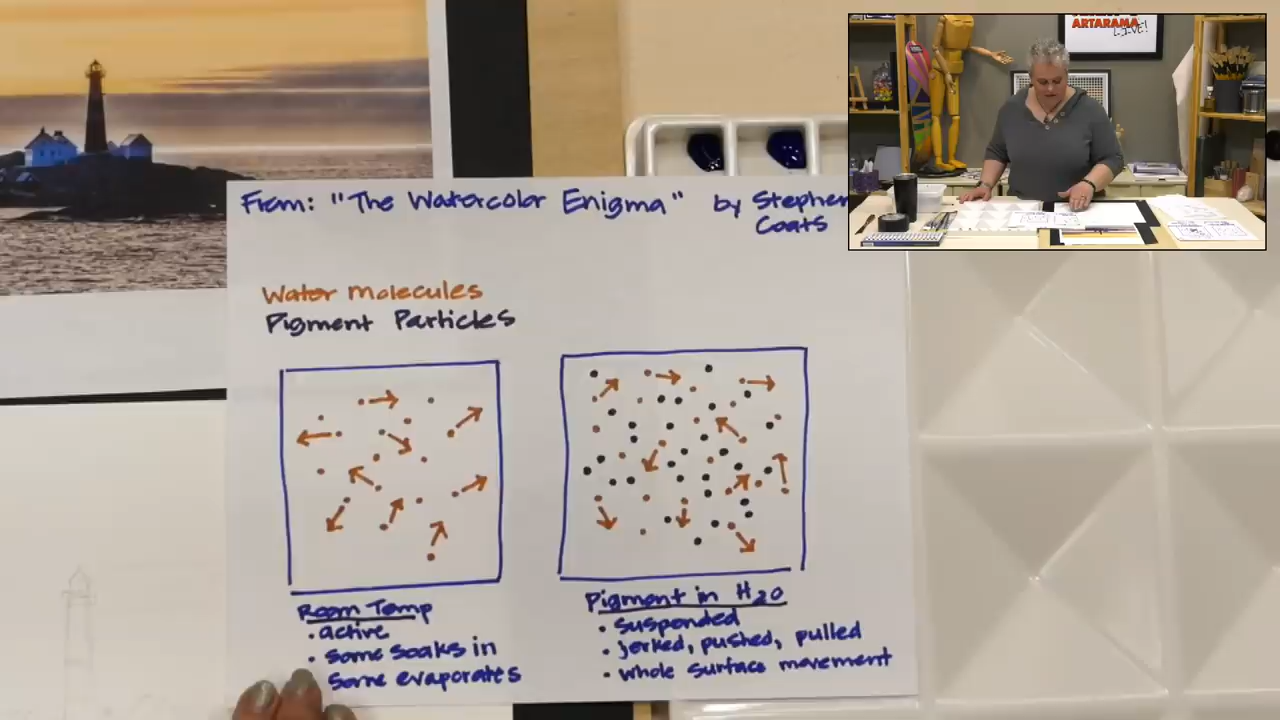 From: "The Watercolor Enigma" by Stephen
Coats
Water Molecules
Pigment Particles
Room Temp
• active
• some soaks in
some evaporates
Pigment in H2O
• suspended
• jerked, pushed, pulled
• whole surface movement
ARTARAMA
LIVE!